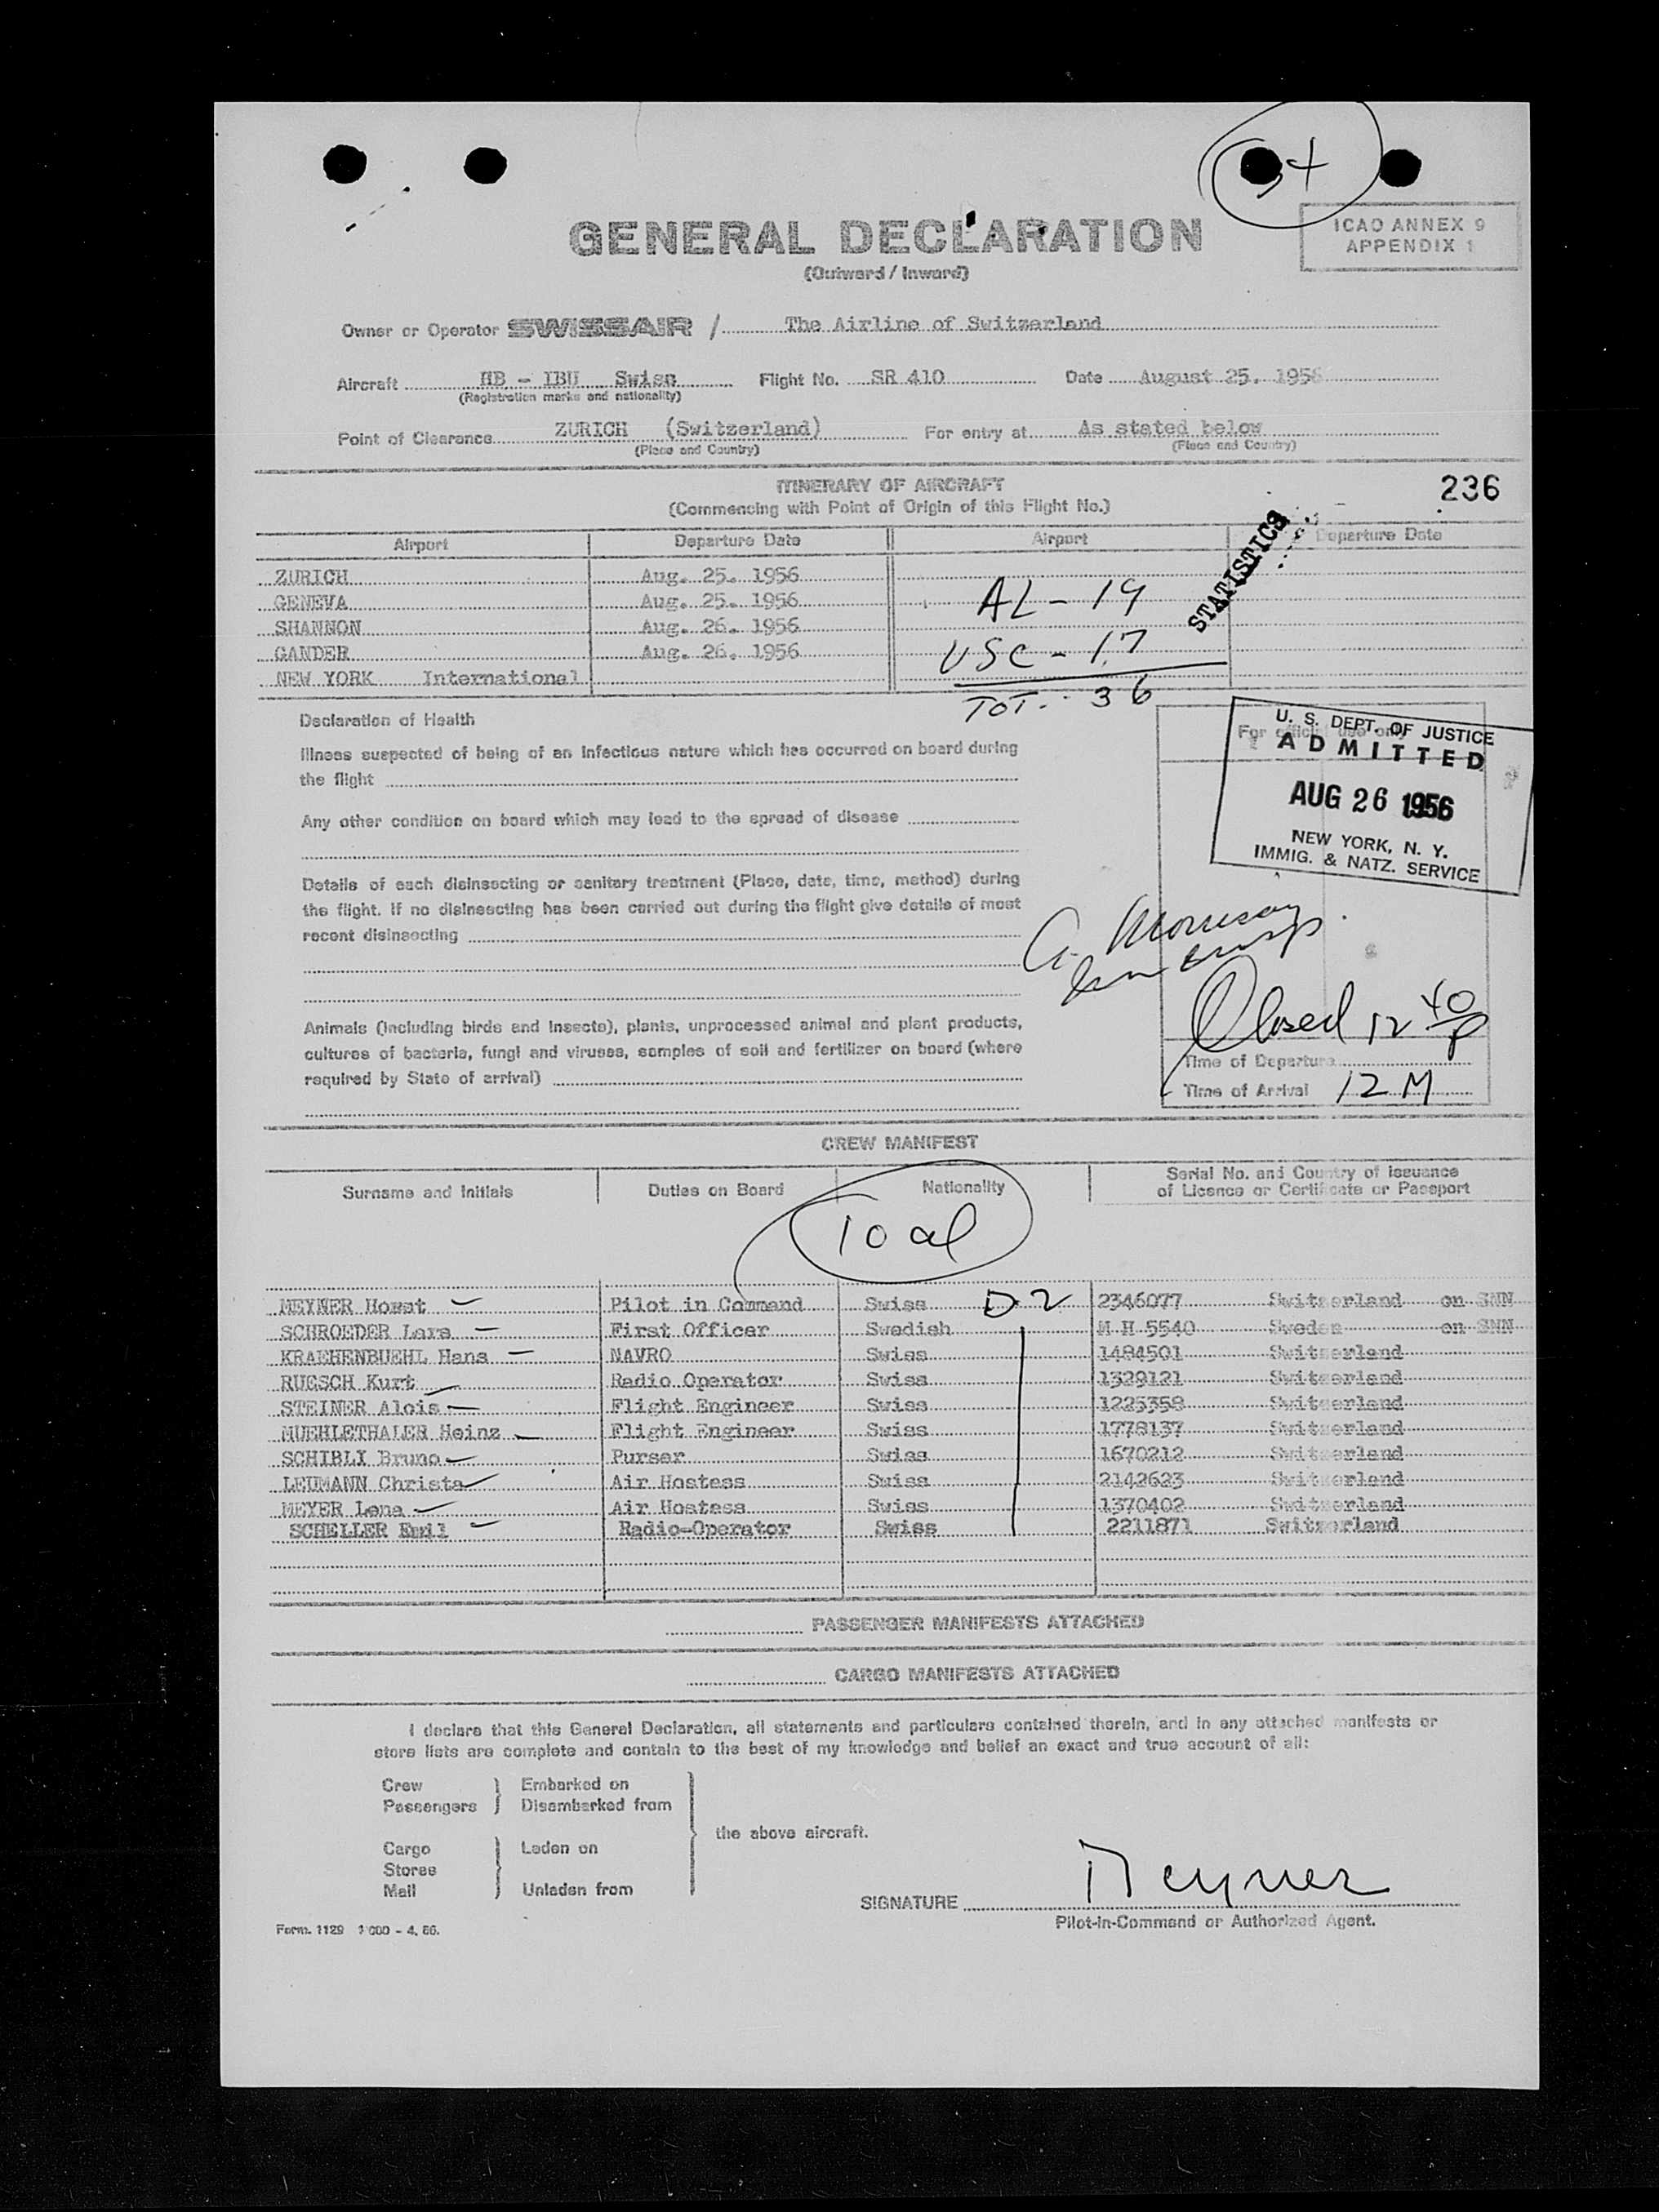 34
GENERAL DECLARATION
(Outward / Inward)
ICAO ANNEX 9
APPENDIX 1
Owner or Operator SWISSAIR / The Airline of Switzerland
Aircraft HB - IBU Swiss Flight No. SR 410 Date August 25. 1956
(Registration marks and nationality)
Point of Clearance ZURICH (Switzerland) For entry at As stated below
(Place and Country) (Place and Country)
ITINERARY OF AIRCRAFT
(Commencing with Point of Origin of this Flight No.)
236
Airport Departure Date Airport Departure Date
STATISTICS
ZURICH Aug. 25. 1956
GENEVA Aug. 25. 1956 AL - 19
SHANNON Aug. 26. 1956
GANDER Aug. 26. 1956 USC - 17
NEW YORK International
TOT. 36
Declaration of Health
Illness suspected of being of an infectious nature which has occurred on board during
the flight
Any other condition on board which may lead to the spread of disease
Details of each disinsecting or sanitary treatment (Place, date, time, method) during
the flight. If no disinsecting has been carried out during the flight give details of most
recent disinsecting
Animals (including birds and insects), plants, unprocessed animal and plant products,
cultures of bacteria, fungi and viruses, samples of soil and fertilizer on board (where
required by State of arrival)
For official use only
U. S. DEPT. OF JUSTICE
ADMITTED
AUG 26 1956
NEW YORK, N. Y.
IMMIG. & NATZ. SERVICE
Closed 12 40 P
Time of Departure
Time of Arrival 12 M
CREW MANIFEST
Surname and Initials Duties on Board Nationality Serial No. and Country of issuance
of Licence or Certificate or Passport
10 al
MEYNER Horst Pilot in Command Swiss D2 2346077 Switzerland on SNN
SCHROEDER Lars First Officer Swedish M H 5540 Sweden on SNN
KRAEHENBUEHL Hans NAVRO Swiss 1484501 Switzerland
RUESCH Kurt Radio Operator Swiss 1329121 Switzerland
STEINER Alois Flight Engineer Swiss 1225358 Switzerland
MUEHLETHALER Heinz Flight Engineer Swiss 1778137 Switzerland
SCHIBLI Bruno Purser Swiss 1670212 Switzerland
LEUMANN Christa Air Hostess Swiss 2142623 Switzerland
MEYER Lena Air Hostess Swiss 1370402 Switzerland
SCHELLER Emil Radio-Operator Swiss 2211871 Switzerland
PASSENGER MANIFESTS ATTACHED
CARGO MANIFESTS ATTACHED
I declare that this General Declaration, all statements and particulars contained therein, and in any attached manifests or
store lists are complete and contain to the best of my knowledge and belief an exact and true account of all:
Crew Embarked on
Passengers Disembarked from
the above aircraft.
Cargo Laden on
Stores
Mail Unladen from
SIGNATURE Meyner
Pilot-in-Command or Authorized Agent.
Form. 1129